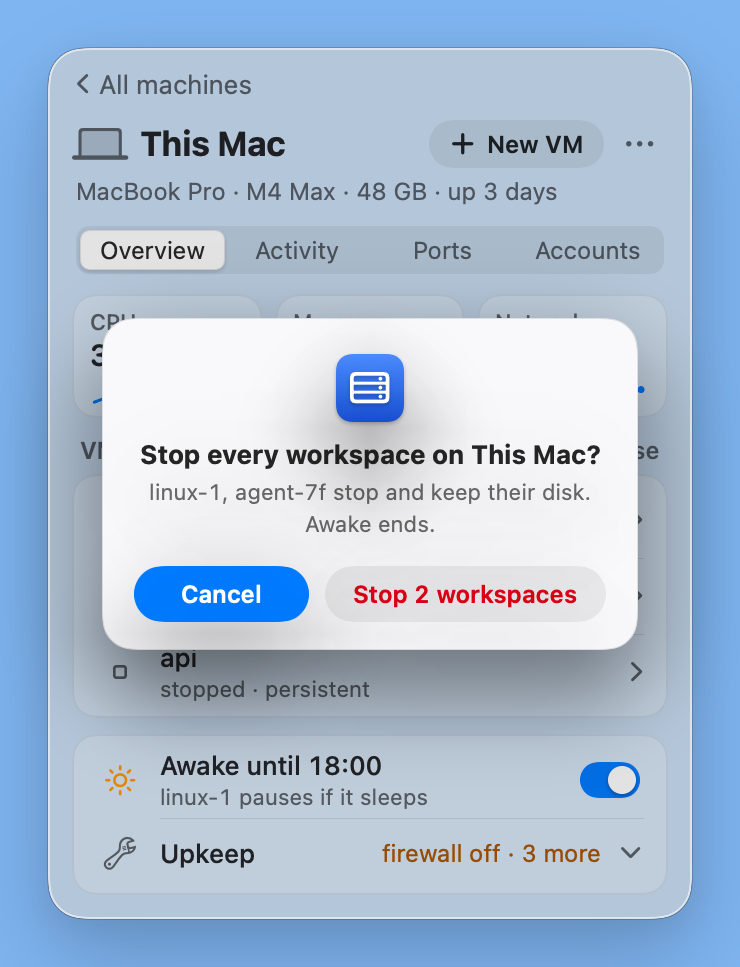 All machines
This Mac
New VM
MacBook Pro · M4 Max · 48 GB · up 3 days
Overview
Activity
Ports
Accounts
Stop every workspace on This Mac?
linux-1, agent-7f stop and keep their disk.
Awake ends.
Cancel
Stop 2 workspaces
api
stopped · persistent
Awake until 18:00
linux-1 pauses if it sleeps
Upkeep
firewall off · 3 more